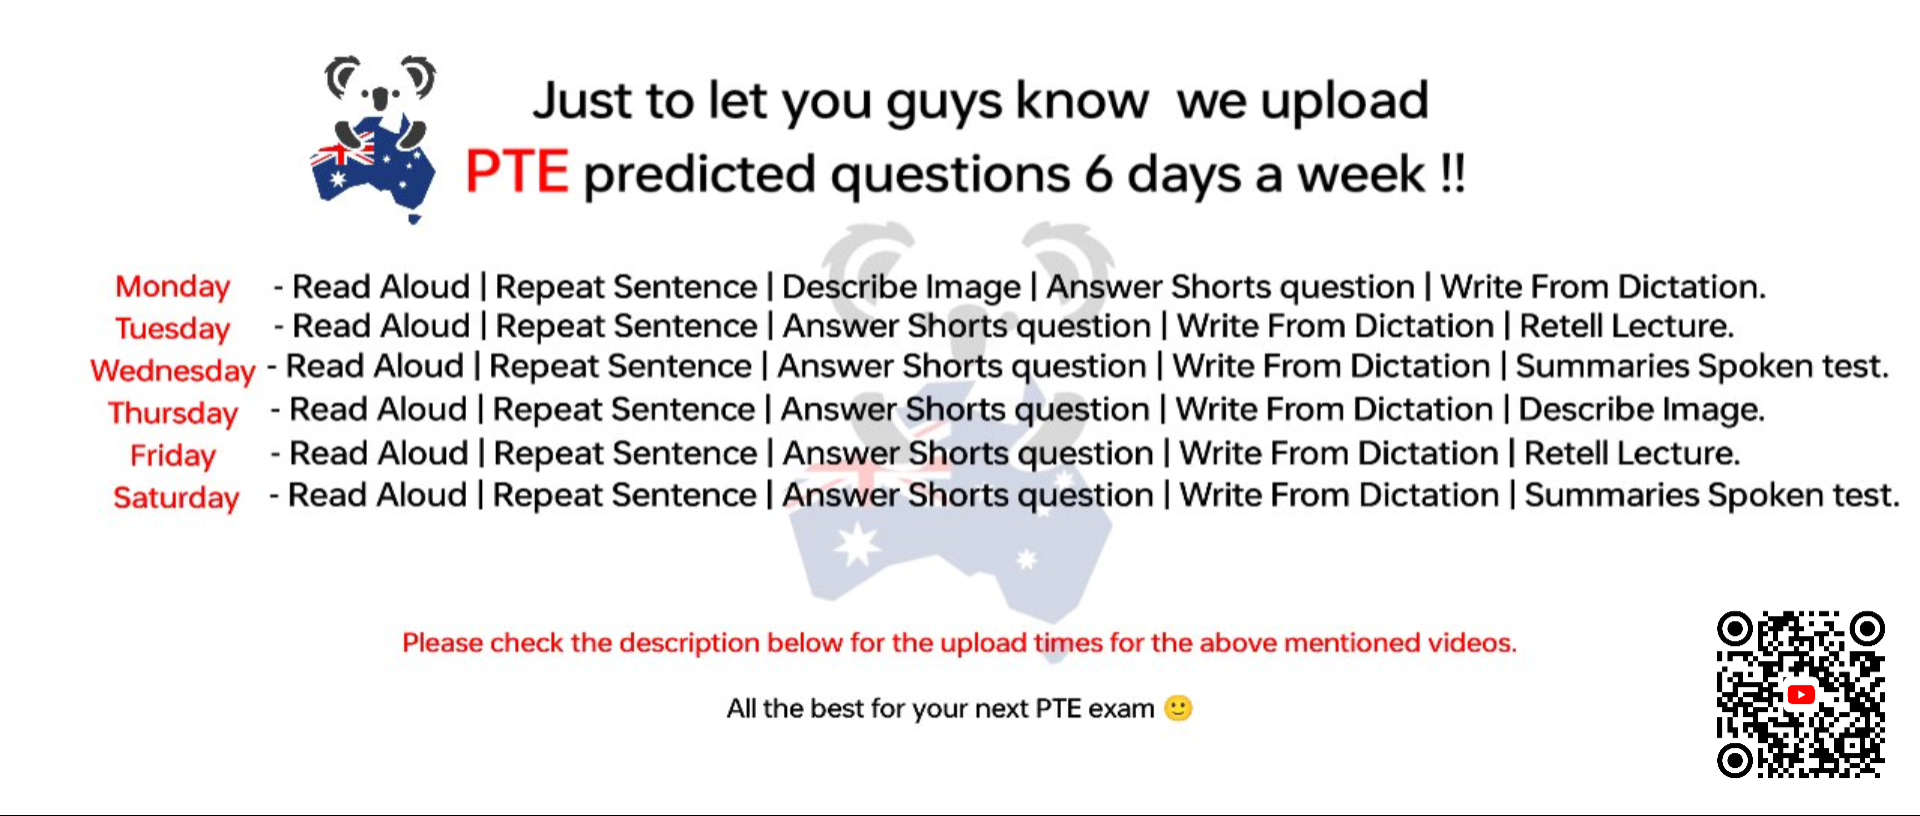 Just to let you guys know we upload
PTE predicted questions 6 days a week !!
Monday - Read Aloud | Repeat Sentence | Describe Image | Answer Shorts question | Write From Dictation.
Tuesday - Read Aloud | Repeat Sentence | Answer Shorts question | Write From Dictation | Retell Lecture.
Wednesday - Read Aloud | Repeat Sentence | Answer Shorts question | Write From Dictation | Summaries Spoken test.
Thursday - Read Aloud | Repeat Sentence | Answer Shorts question | Write From Dictation | Describe Image.
Friday - Read Aloud | Repeat Sentence | Answer Shorts question | Write From Dictation | Retell Lecture.
Saturday - Read Aloud | Repeat Sentence | Answer Shorts question | Write From Dictation | Summaries Spoken test.
Please check the description below for the upload times for the above mentioned videos.
All the best for your next PTE exam 🙂